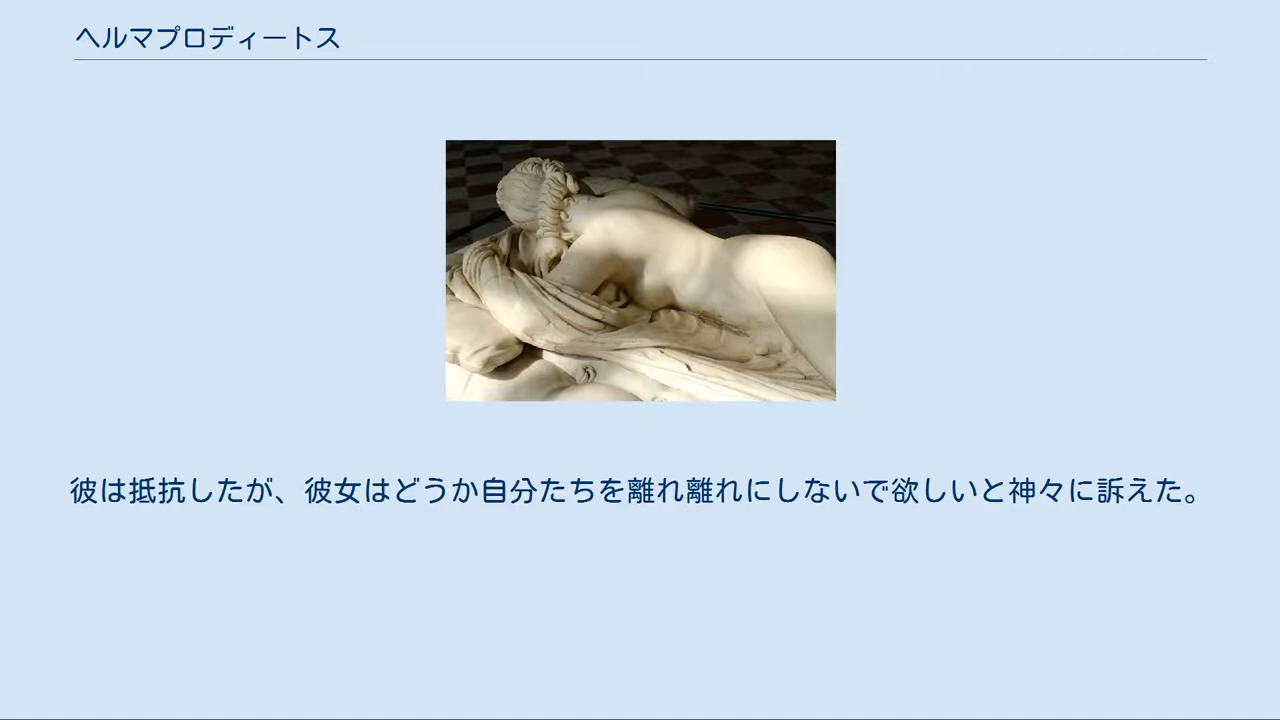 ヘルマプロディートス
彼は抵抗したが、彼女はどうか自分たちを離れ離れにしないで欲しいと神々に訴えた。